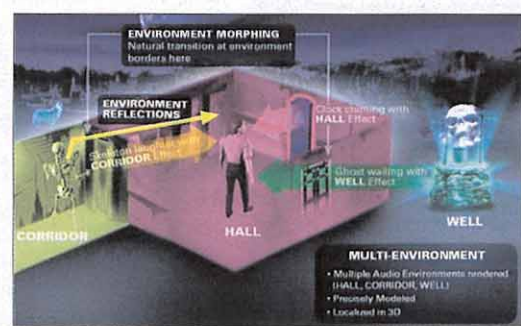 ENVIRONMENT MORPHING
Natural transition at environment
borders here
ENVIRONMENT
REFLECTIONS
Clock chiming with
HALL Effect
Skeleton laughing with
CORRIDOR Effect
Ghost wailing with
WELL Effect
CORRIDOR
HALL
WELL
MULTI-ENVIRONMENT
• Multiple Audio Environments rendered
(HALL, CORRIDOR, WELL)
• Precisely Modeled
• Localized in 3D